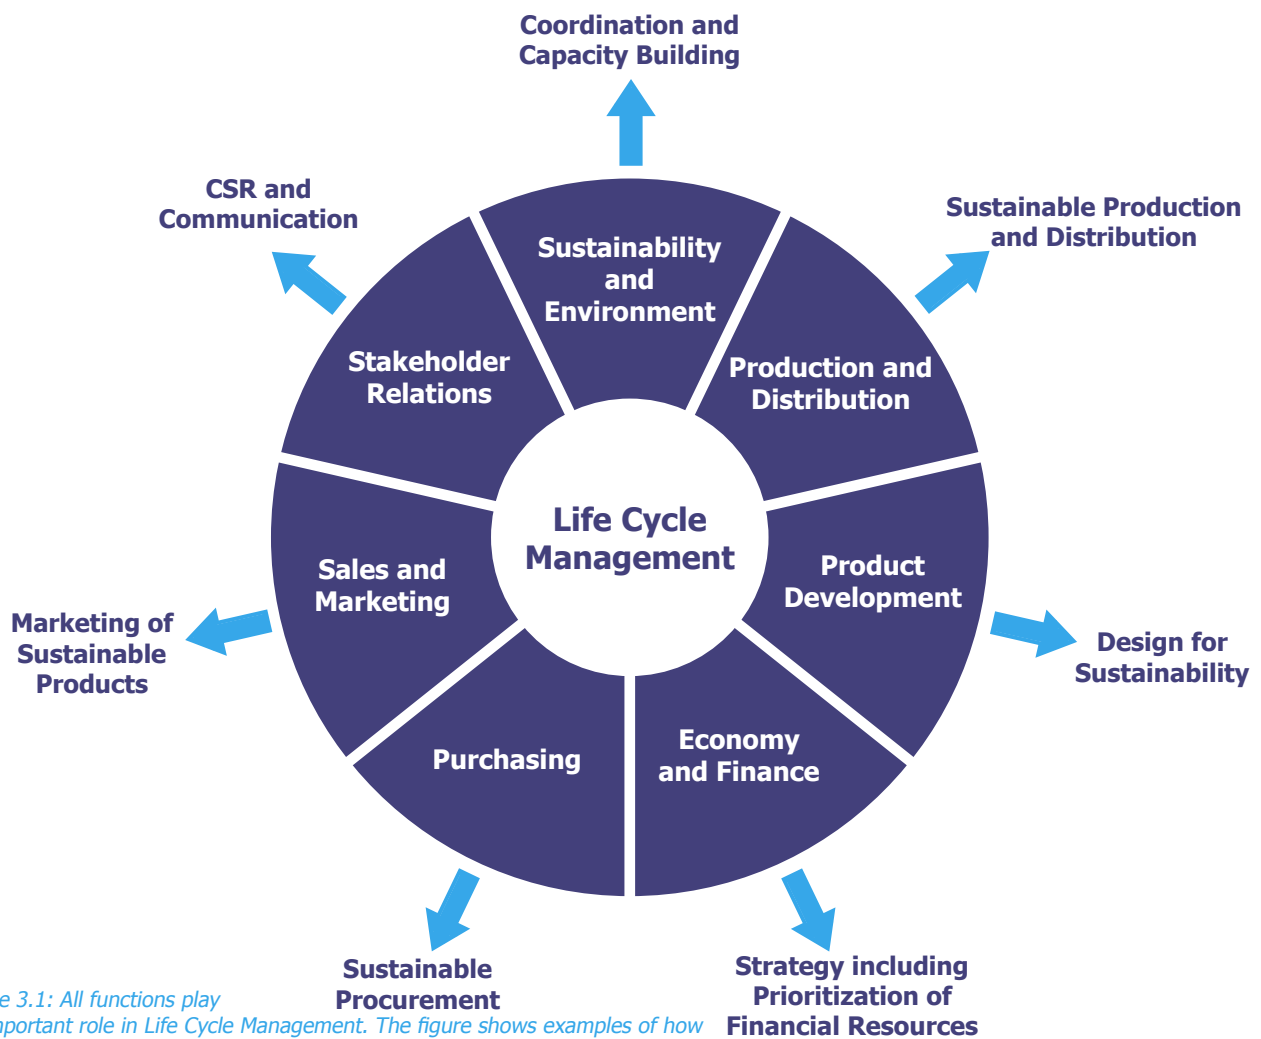 Coordination and
Capacity Building
CSR and
Communication
Sustainable Production
and Distribution
Sustainability
and
Environment
Stakeholder
Relations
Production and
Distribution
Life Cycle
Management
Sales and
Marketing
Product
Development
Marketing of
Sustainable
Products
Design for
Sustainability
Purchasing
Economy
and Finance
Sustainable
Procurement
Strategy including
Prioritization of
Financial Resources
3.1: All functions play
role in Life Cycle Management. The figure shows examples of how